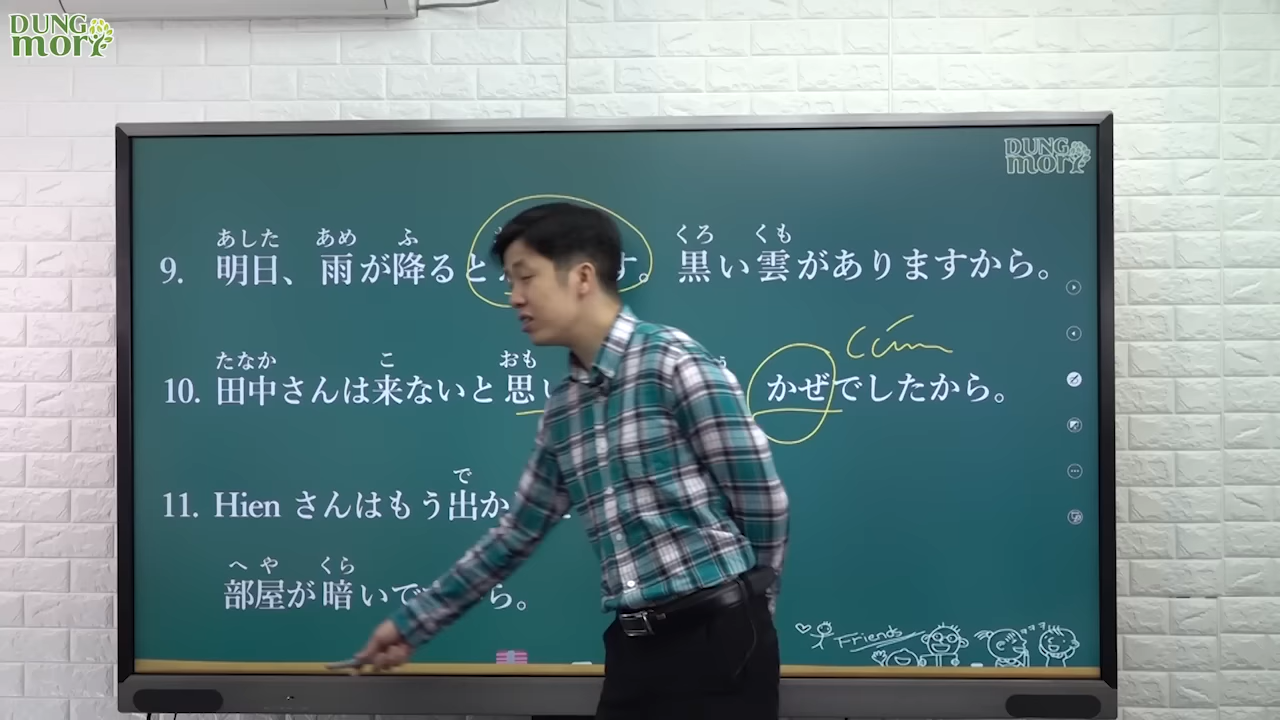 DUNG
mori
DUNG
mori
あした あめ ふ くろ くも
9. 明日、雨が降ると す。黒い雲がありますから。
cúm
たなか こ おも
10. 田中さんは来ないと思 かぜでしたから。
で
11. Hien さんはもう出か
へや くら
部屋が暗いで ら。
Friends